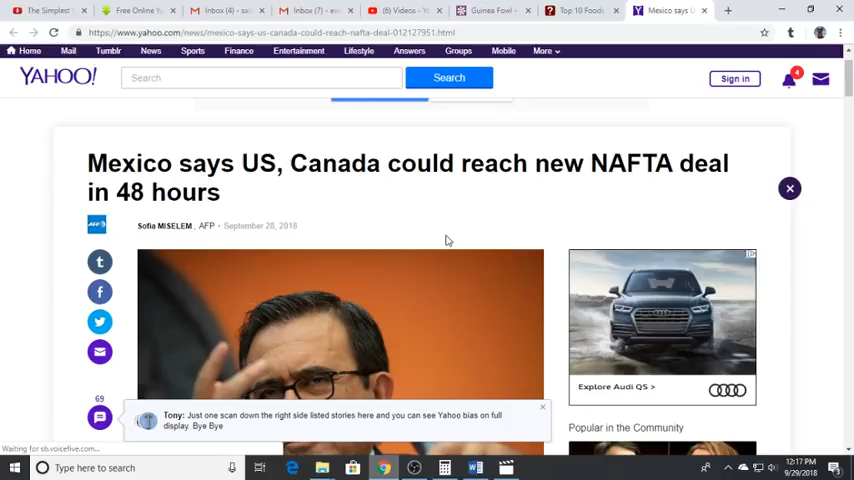 The Simplest
Free Online Y
Inbox (4) - sa
Inbox (7) - ew
(6) Videos - Y
Guinea Fowl -
Top 10 Foods
Mexico says U
https://www.yahoo.com/news/mexico-says-us-canada-could-reach-nafta-deal-012127951.html
Home Mail Tumblr News Sports Finance Entertainment Lifestyle Answers Groups Mobile More
YAHOO!
Search
Search
Sign in
4
Mexico says US, Canada could reach new NAFTA deal
in 48 hours
AFP
Sofia MISELEM , AFP • September 28, 2018
69
Tony: Just one scan down the right side listed stories here and you can see Yahoo bias on full
display. Bye Bye
Explore Audi Q5 >
Popular in the Community
Waiting for sb.voicefive.com...
Type here to search
12:17 PM
9/29/2018
3